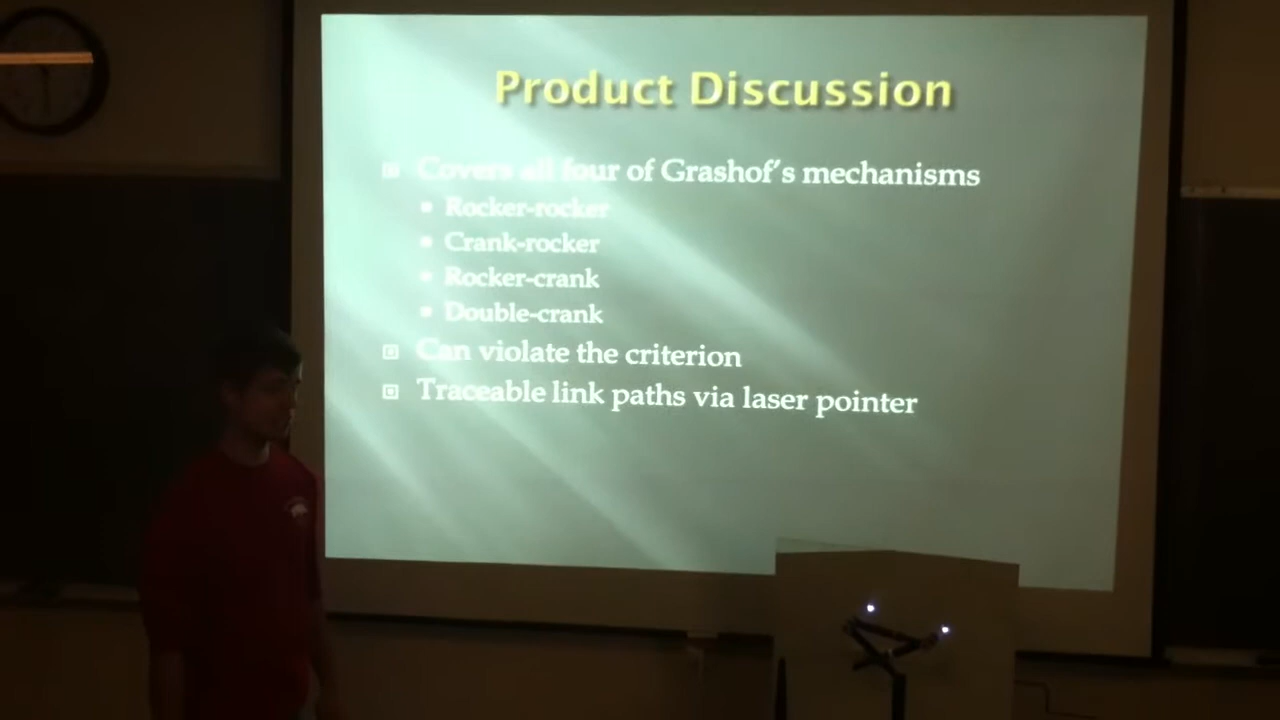 Product Discussion
Covers all four of Grashof's mechanisms
Rocker-rocker
Crank-rocker
Rocker-crank
Double-crank
Can violate the criterion
Traceable link paths via laser pointer